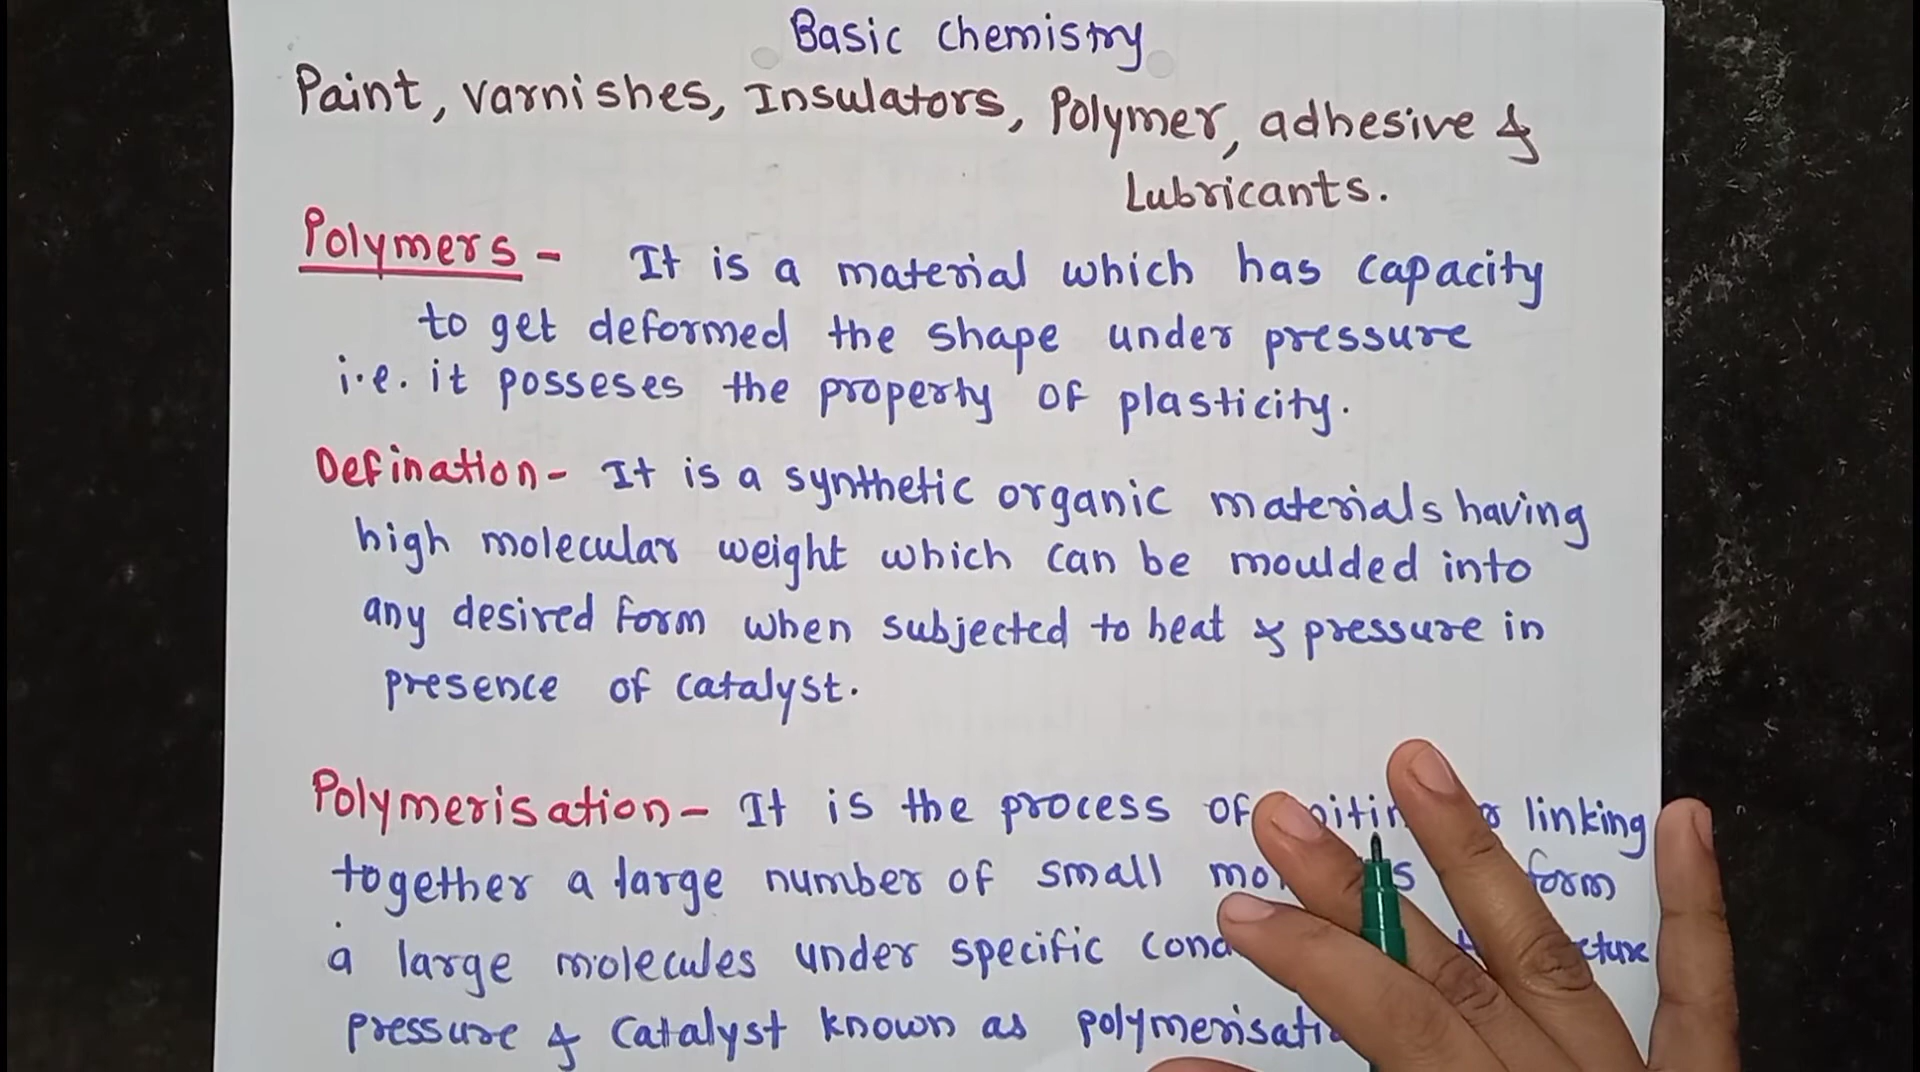 Basic Chemistry
Paint, varnishes, Insulators, Polymer, adhesive &
Lubricants.
Polymers - It is a material which has capacity
to get deformed the shape under pressure
i.e. it posseses the property of plasticity.
Defination - It is a synthetic organic materials having
high molecular weight which can be moulded into
any desired form when subjected to heat & pressure in
presence of catalyst.
Polymerisation - It is the process of linking
together a large number of small form
a large molecules under specific
pressure & catalyst known as